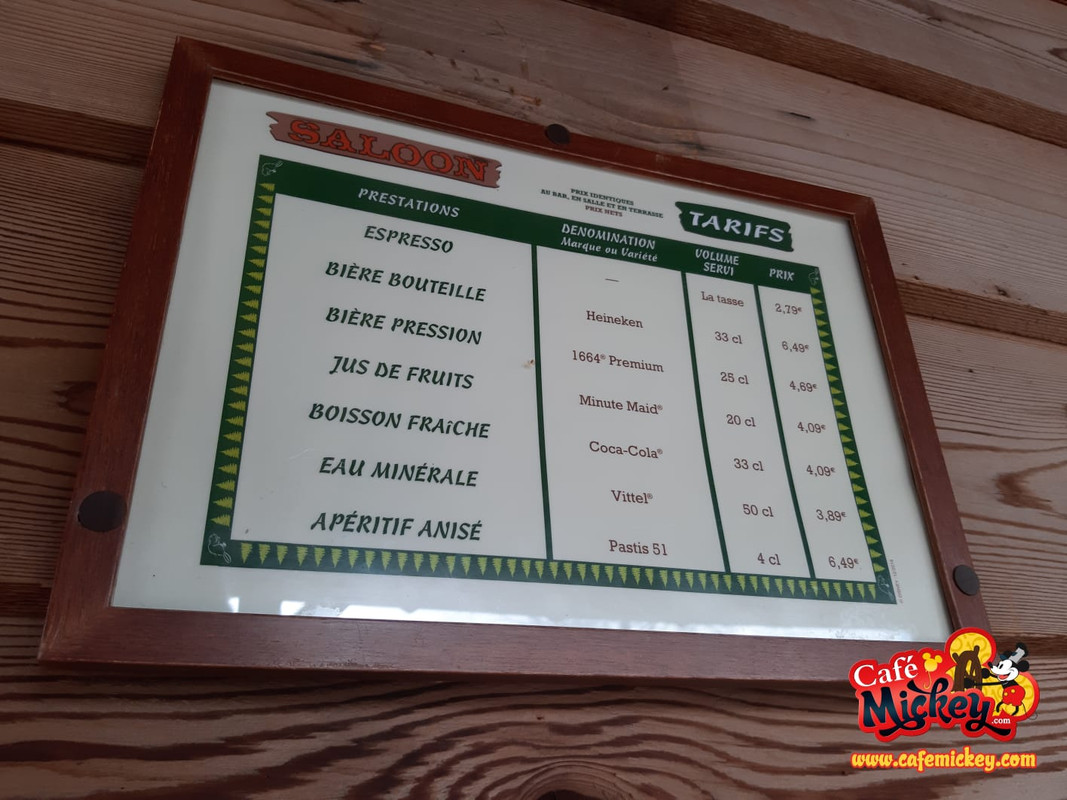 SALOON
PRIX IDENTIQUES
AU BAR, EN SALLE ET EN TERRASSE
PRIX NETS
TARIFS
PRESTATIONS
DENOMINATION
Marque ou Variété
VOLUME
SERVI
PRIX
ESPRESSO — La tasse 2,79€
BIÈRE BOUTEILLE Heineken 33 cl 6,49€
BIÈRE PRESSION 1664® Premium 25 cl 4,69€
JUS DE FRUITS Minute Maid® 20 cl 4,09€
BOISSON FRAîCHE Coca-Cola® 33 cl 4,09€
EAU MINÉRALE Vittel® 50 cl 3,89€
APÉRITIF ANISÉ Pastis 51 4 cl 6,49€
Café
Mickey.com
www.cafemickey.com